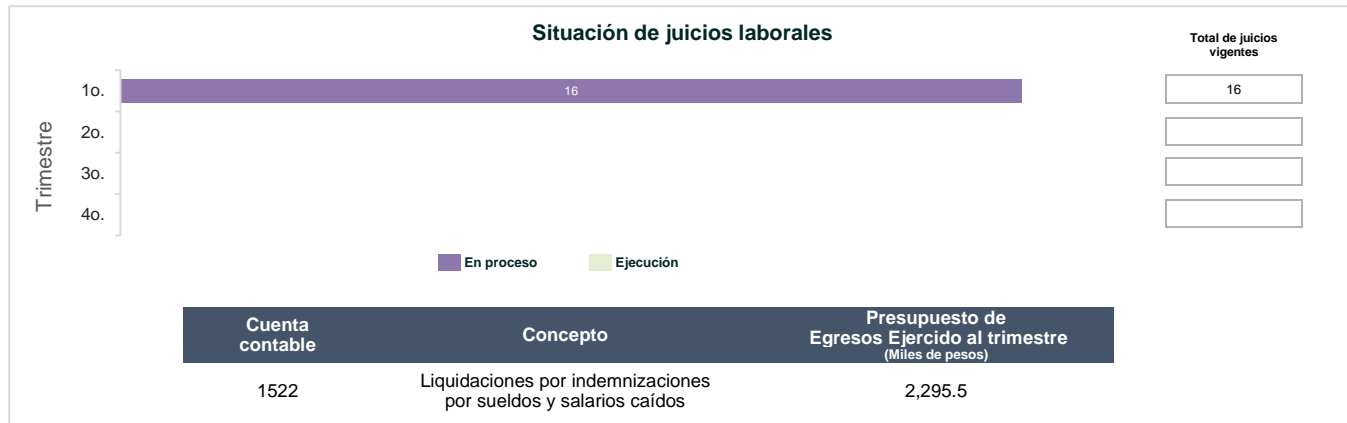 Situación de juicios laborales
Total de juicios
vigentes
Trimestre
1o.
16
16
2o.
3o.
4o.
En proceso
Ejecución
Cuenta
contable
Concepto
Presupuesto de
Egresos Ejercido al trimestre
(Miles de pesos)
1522
Liquidaciones por indemnizaciones
por sueldos y salarios caídos
2,295.5